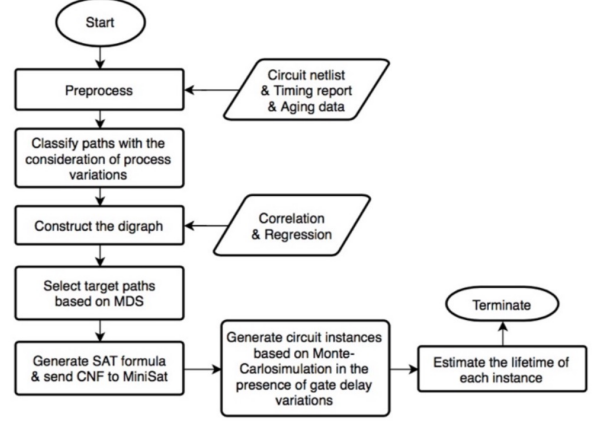 Start
Preprocess
Circuit netlist
& Timing report
& Aging data
Classify paths with the
consideration of process
variations
Construct the digraph
Correlation
& Regression
Select target paths
based on MDS
Generate SAT formula
& send CNF to MiniSat
Generate circuit instances
based on Monte-
Carlosimulation in the
presence of gate delay
variations
Estimate the lifetime of
each instance
Terminate